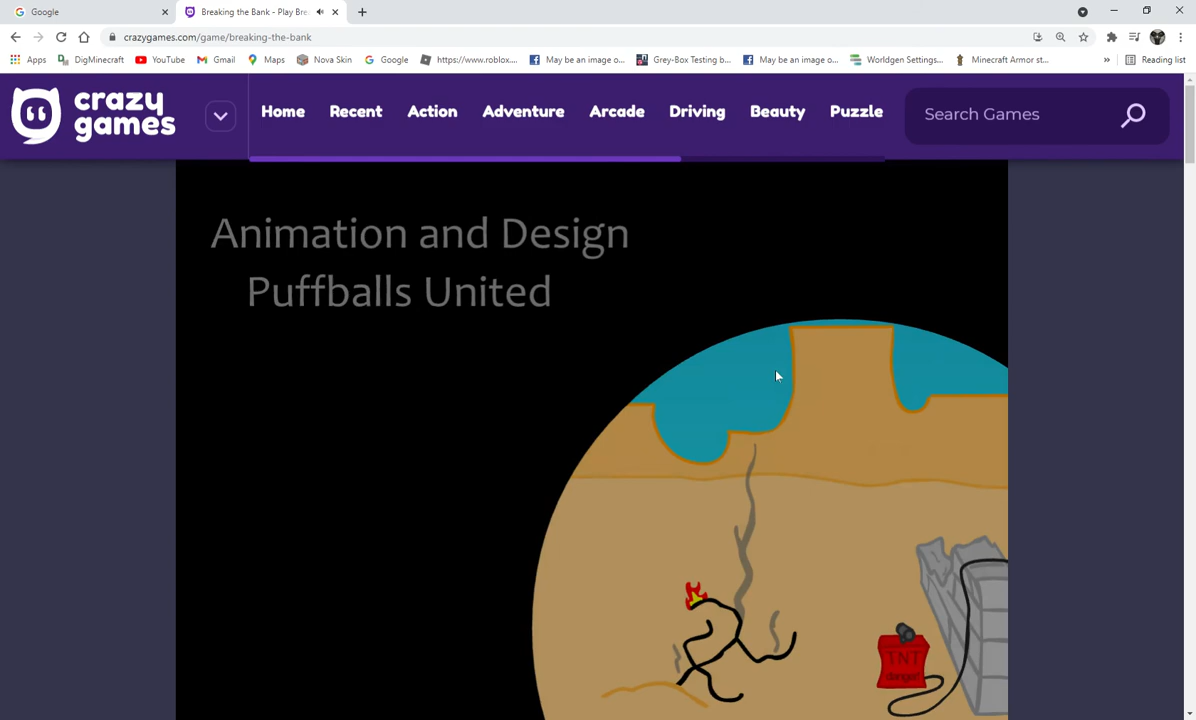 Google
Breaking the Bank - Play Bre
crazygames.com/game/breaking-the-bank
Apps
DigMinecraft
YouTube
Gmail
Maps
Nova Skin
Google
https://www.roblox...
May be an image o...
Grey-Box Testing b...
May be an image o...
Worldgen Settings...
Minecraft Armor st...
»
Reading list
crazy games
Home
Recent
Action
Adventure
Arcade
Driving
Beauty
Puzzle
Search Games
Animation and Design
Puffballs United
TNT
danger!